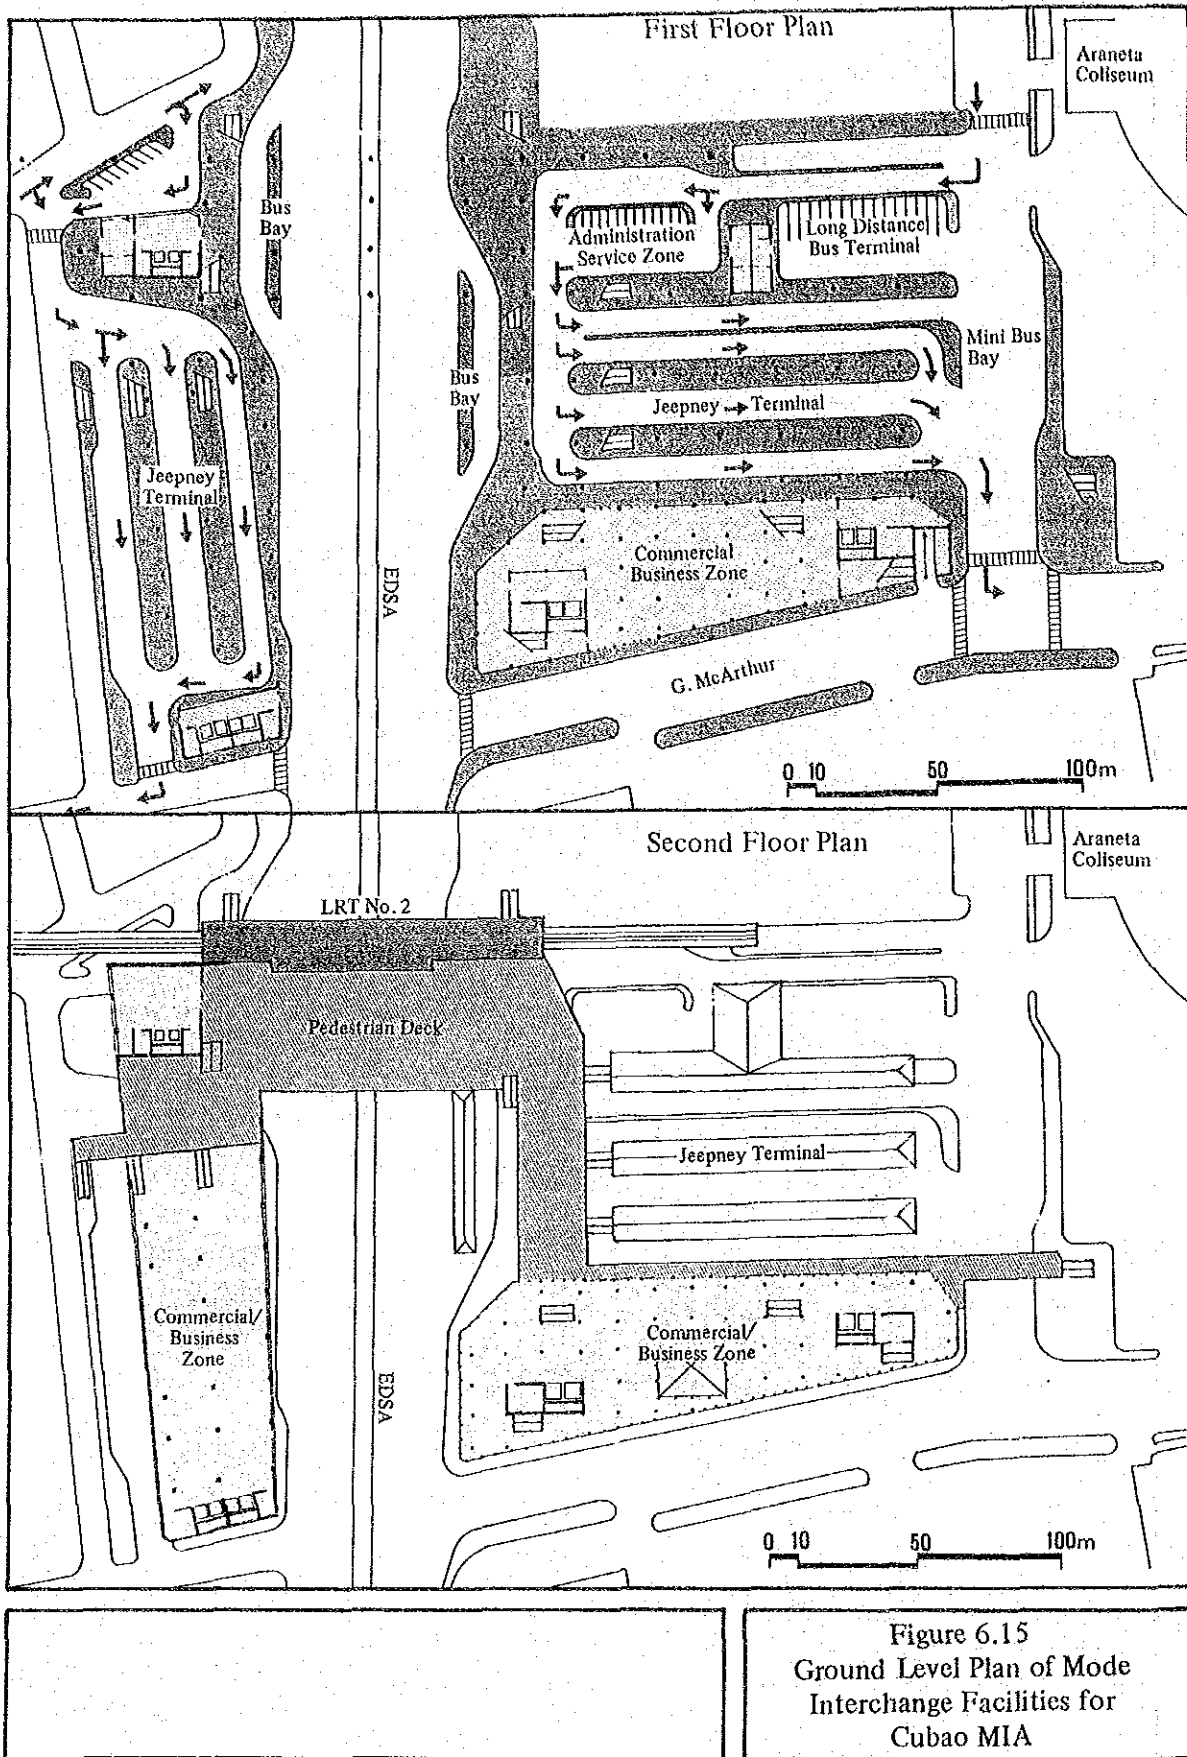 First Floor Plan
Araneta
Coliseum
Bus
Bay
Administration
Service Zone
Long Distance
Bus Terminal
Mini Bus
Bay
Bus
Bay
Jeepney Terminal
Jeepney
Terminal
Commercial
Business Zone
EDSA
G. McArthur
0 10 50 100m
Second Floor Plan
Araneta
Coliseum
LRT No. 2
Pedestrian Deck
Jeepney Terminal
Commercial/
Business
Zone
Commercial/
Business Zone
EDSA
0 10 50 100m
Figure 6.15
Ground Level Plan of Mode
Interchange Facilities for
Cubao MIA